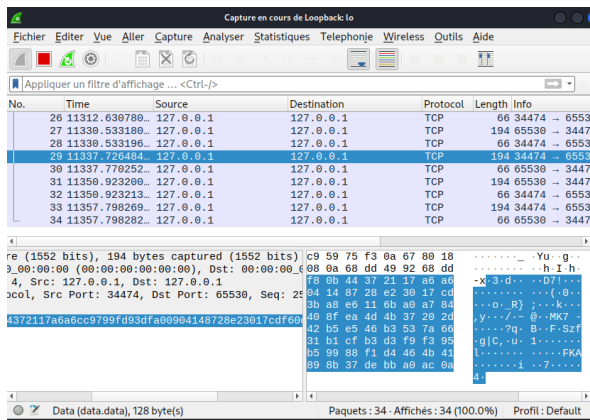 Capture en cours de Loopback: lo
Fichier Editer Vue Aller Capture Analyser Statistiques Telephonie Wireless Outils Aide
Appliquer un filtre d'affichage ... <Ctrl-/>
No. Time Source Destination Protocol Length Info
26 11312.630780… 127.0.0.1 127.0.0.1 TCP 66 34474 → 6553
27 11330.533180… 127.0.0.1 127.0.0.1 TCP 194 65530 → 3447
28 11330.533196… 127.0.0.1 127.0.0.1 TCP 66 34474 → 6553
29 11337.726484… 127.0.0.1 127.0.0.1 TCP 194 34474 → 6553
30 11337.770252… 127.0.0.1 127.0.0.1 TCP 66 65530 → 3447
31 11350.923200… 127.0.0.1 127.0.0.1 TCP 194 65530 → 3447
32 11350.923213… 127.0.0.1 127.0.0.1 TCP 66 34474 → 6553
33 11357.798269… 127.0.0.1 127.0.0.1 TCP 194 34474 → 6553
34 11357.798282… 127.0.0.1 127.0.0.1 TCP 66 65530 → 3447
re (1552 bits), 194 bytes captured (1552 bits)
0_00:00:00 (00:00:00:00:00:00), Dst: 00:00:00_0
4, Src: 127.0.0.1, Dst: 127.0.0.1
ocol, Src Port: 34474, Dst Port: 65530, Seq: 25
4372117a6a6cc9799fd93dfa00904148728e23017cdf60
c9 59 75 f3 0a 67 80 18
08 0a 68 dd 49 92 68 dd
f8 0b 44 37 21 17 a6 a6
04 14 87 28 e2 30 17 cd
3b a8 e6 11 6b a0 a7 84
40 8f ea 4d 4b 37 20 2d
42 b5 e5 46 b3 53 7a 66
31 b1 cf b3 d3 f9 f3 95
b5 99 88 f1 d4 46 4b 41
89 8b 37 de bb a0 ac 0a
Data (data.data), 128 byte(s)
Paquets : 34 · Affichés : 34 (100.0%)
Profil : Default